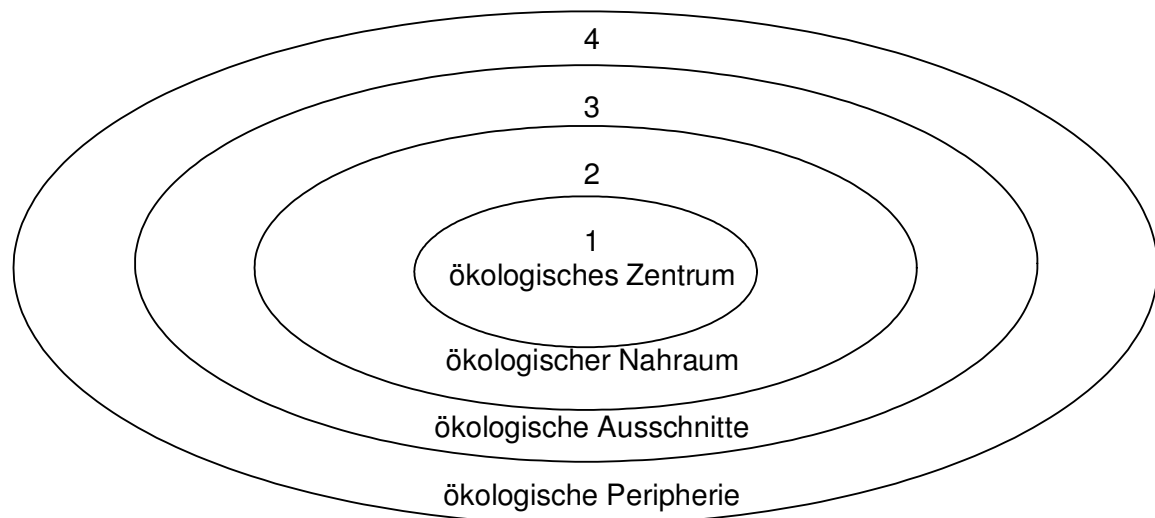 4
3
2
1
ökologisches Zentrum
ökologischer Nahraum
ökologische Ausschnitte
ökologische Peripherie